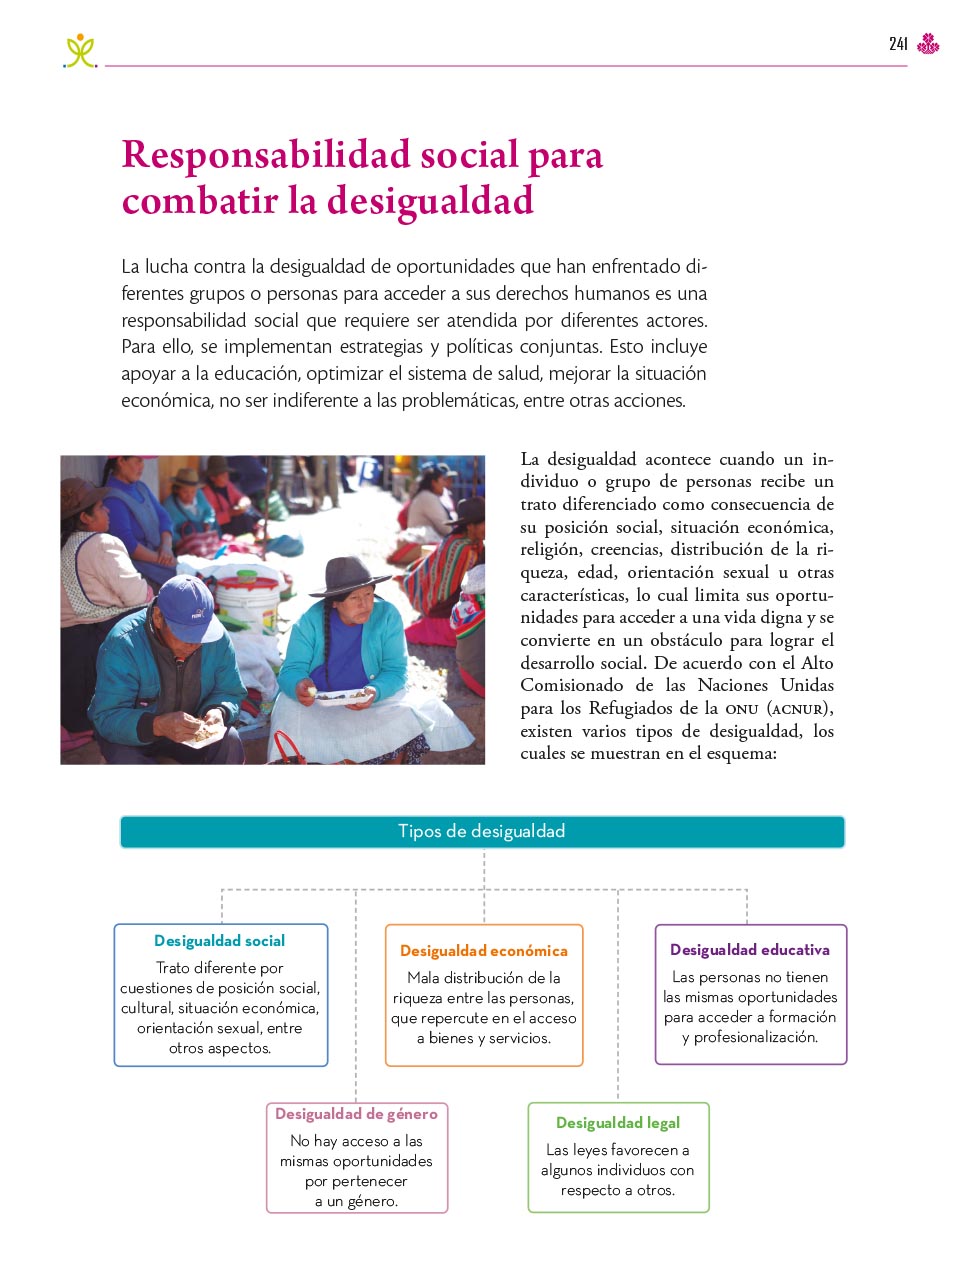 241
Responsabilidad social para
combatir la desigualdad
La lucha contra la desigualdad de oportunidades que han enfrentado di-
ferentes grupos o personas para acceder a sus derechos humanos es una
responsabilidad social que requiere ser atendida por diferentes actores.
Para ello, se implementan estrategias y políticas conjuntas. Esto incluye
apoyar a la educación, optimizar el sistema de salud, mejorar la situación
económica, no ser indiferente a las problemáticas, entre otras acciones.
La desigualdad acontece cuando un in-
dividuo o grupo de personas recibe un
trato diferenciado como consecuencia de
su posición social, situación económica,
religión, creencias, distribución de la ri-
queza, edad, orientación sexual u otras
características, lo cual limita sus oportu-
nidades para acceder a una vida digna y se
convierte en un obstáculo para lograr el
desarrollo social. De acuerdo con el Alto
Comisionado de las Naciones Unidas
para los Refugiados de la ONU (ACNUR),
existen varios tipos de desigualdad, los
cuales se muestran en el esquema:
Tipos de desigualdad
Desigualdad social
Trato diferente por
cuestiones de posición social,
cultural, situación económica,
orientación sexual, entre
otros aspectos.
Desigualdad económica
Mala distribución de la
riqueza entre las personas,
que repercute en el acceso
a bienes y servicios.
Desigualdad educativa
Las personas no tienen
las mismas oportunidades
para acceder a formación
y profesionalización.
Desigualdad de género
No hay acceso a las
mismas oportunidades
por pertenecer
a un género.
Desigualdad legal
Las leyes favorecen a
algunos individuos con
respecto a otros.